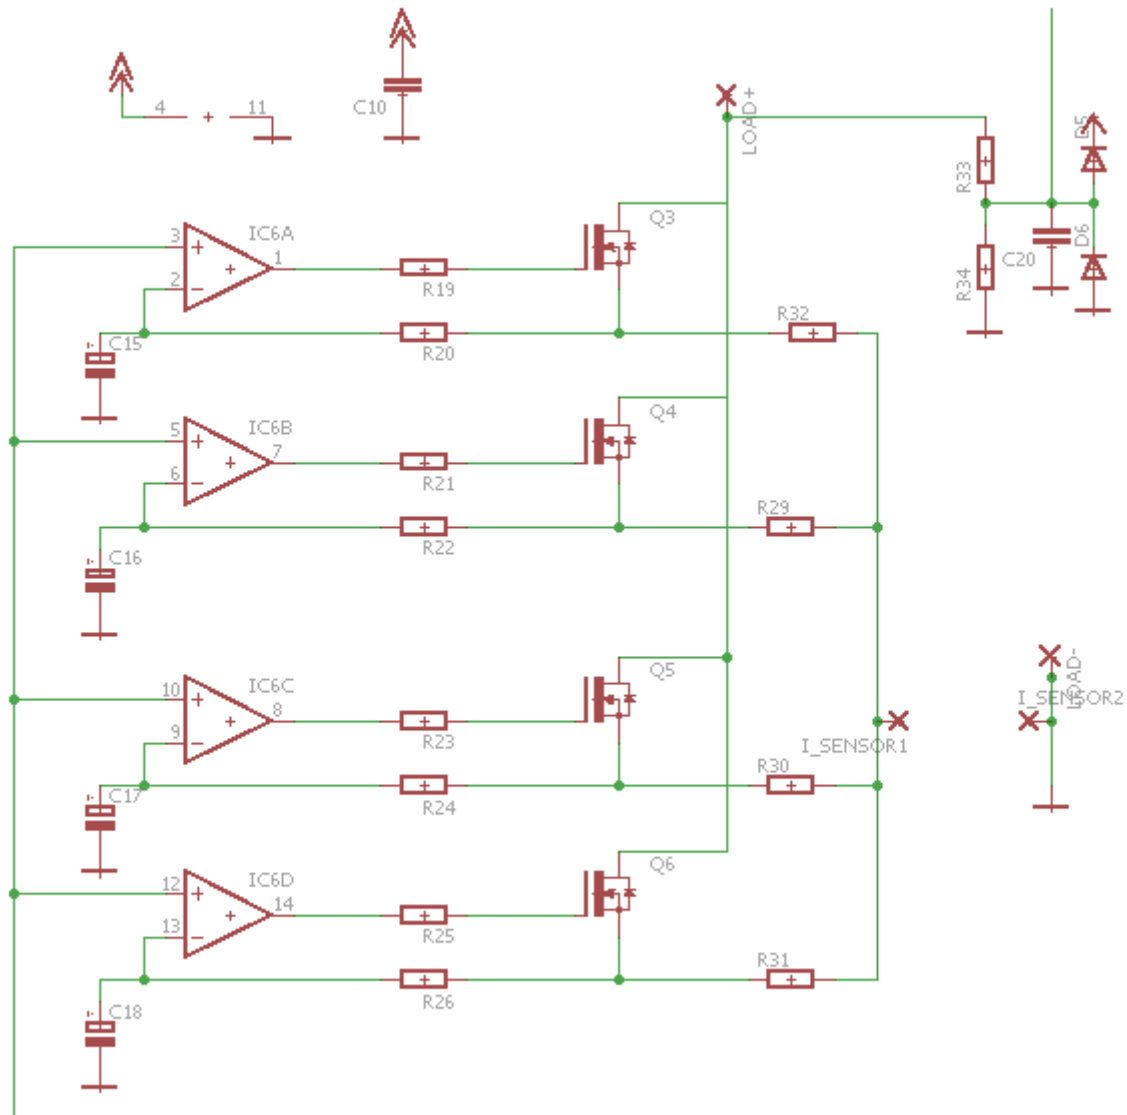 4
11
C10
LOAD+
D5
R33
Q3
3
IC6A
1
2
R19
R34
C20
D6
R32
C15
R20
Q4
5
IC6B
7
6
R21
R29
C16
R22
Q5
10
IC6C
8
9
R23
LOAD-
I_SENSOR2
I_SENSOR1
C17
R24
R30
Q6
12
IC6D
14
13
R25
R31
C18
R26